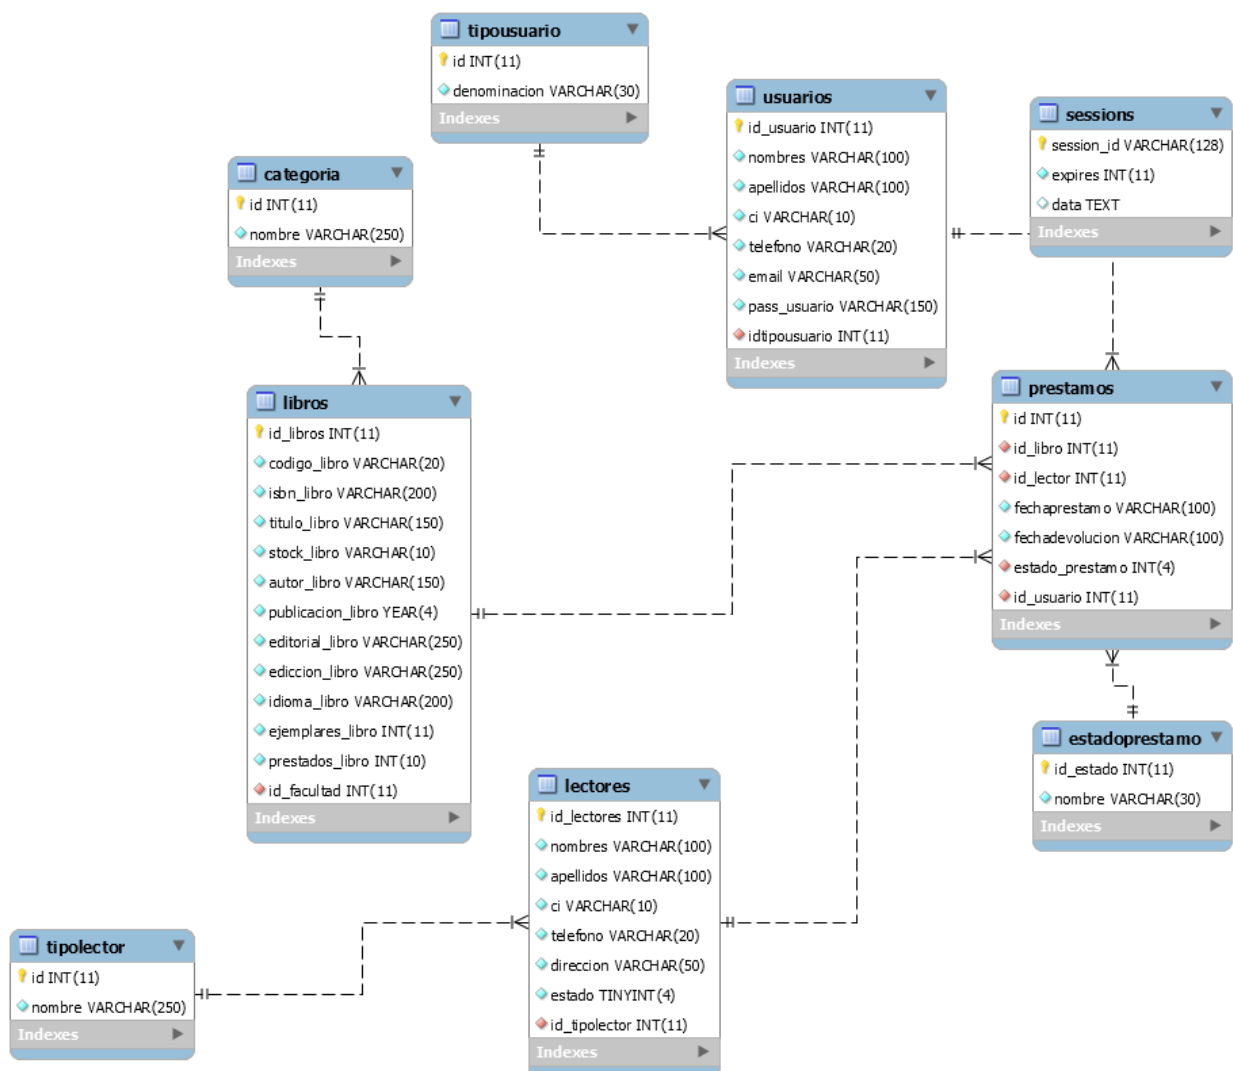 tipousuario
id INT(11)
denominacion VARCHAR(30)
Indexes
usuarios
id_usuario INT(11)
nombres VARCHAR(100)
apellidos VARCHAR(100)
ci VARCHAR(10)
telefono VARCHAR(20)
email VARCHAR(50)
pass_usuario VARCHAR(150)
idtipousuario INT(11)
Indexes
sessions
session_id VARCHAR(128)
expires INT(11)
data TEXT
Indexes
categoria
id INT(11)
nombre VARCHAR(250)
Indexes
libros
id_libros INT(11)
codigo_libro VARCHAR(20)
isbn_libro VARCHAR(200)
titulo_libro VARCHAR(150)
stock_libro VARCHAR(10)
autor_libro VARCHAR(150)
publicacion_libro YEAR(4)
editorial_libro VARCHAR(250)
ediccion_libro VARCHAR(250)
idioma_libro VARCHAR(200)
ejemplares_libro INT(11)
prestados_libro INT(10)
id_facultad INT(11)
Indexes
prestamos
id INT(11)
id_libro INT(11)
id_lector INT(11)
fechaprestamo VARCHAR(100)
fechadevolucion VARCHAR(100)
estado_prestamo INT(4)
id_usuario INT(11)
Indexes
estadoprestamo
id_estado INT(11)
nombre VARCHAR(30)
Indexes
lectores
id_lectores INT(11)
nombres VARCHAR(100)
apellidos VARCHAR(100)
ci VARCHAR(10)
telefono VARCHAR(20)
direccion VARCHAR(50)
estado TINYINT(4)
id_tipolector INT(11)
Indexes
tipolector
id INT(11)
nombre VARCHAR(250)
Indexes